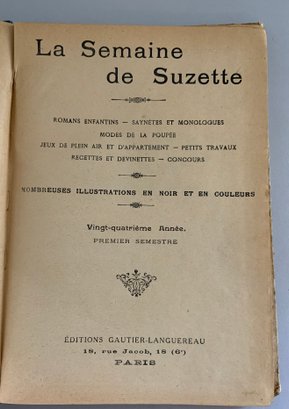 La Semaine
de Suzette
ROMANS ENFANTINS — SAYNÈTES ET MONOLOGUES
MODES DE LA POUPÉE
JEUX DE PLEIN AIR ET D'APPARTEMENT — PETITS TRAVAUX
RECETTES ET DEVINETTES — CONCOURS
NOMBREUSES ILLUSTRATIONS EN NOIR ET EN COULEURS
Vingt-quatrième Année.
PREMIER SEMESTRE
ÉDITIONS GAUTIER-LANGUEREAU
18, rue Jacob, 18 (6ᵉ)
PARIS